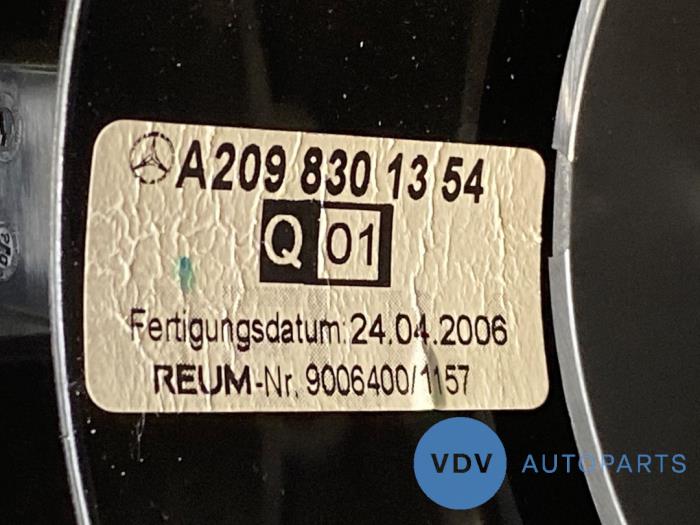 A209 830 13 54
Q 01
Fertigungsdatum: 24.04.2006
REUM-Nr. 9006400/1157
VDV AUTOPARTS